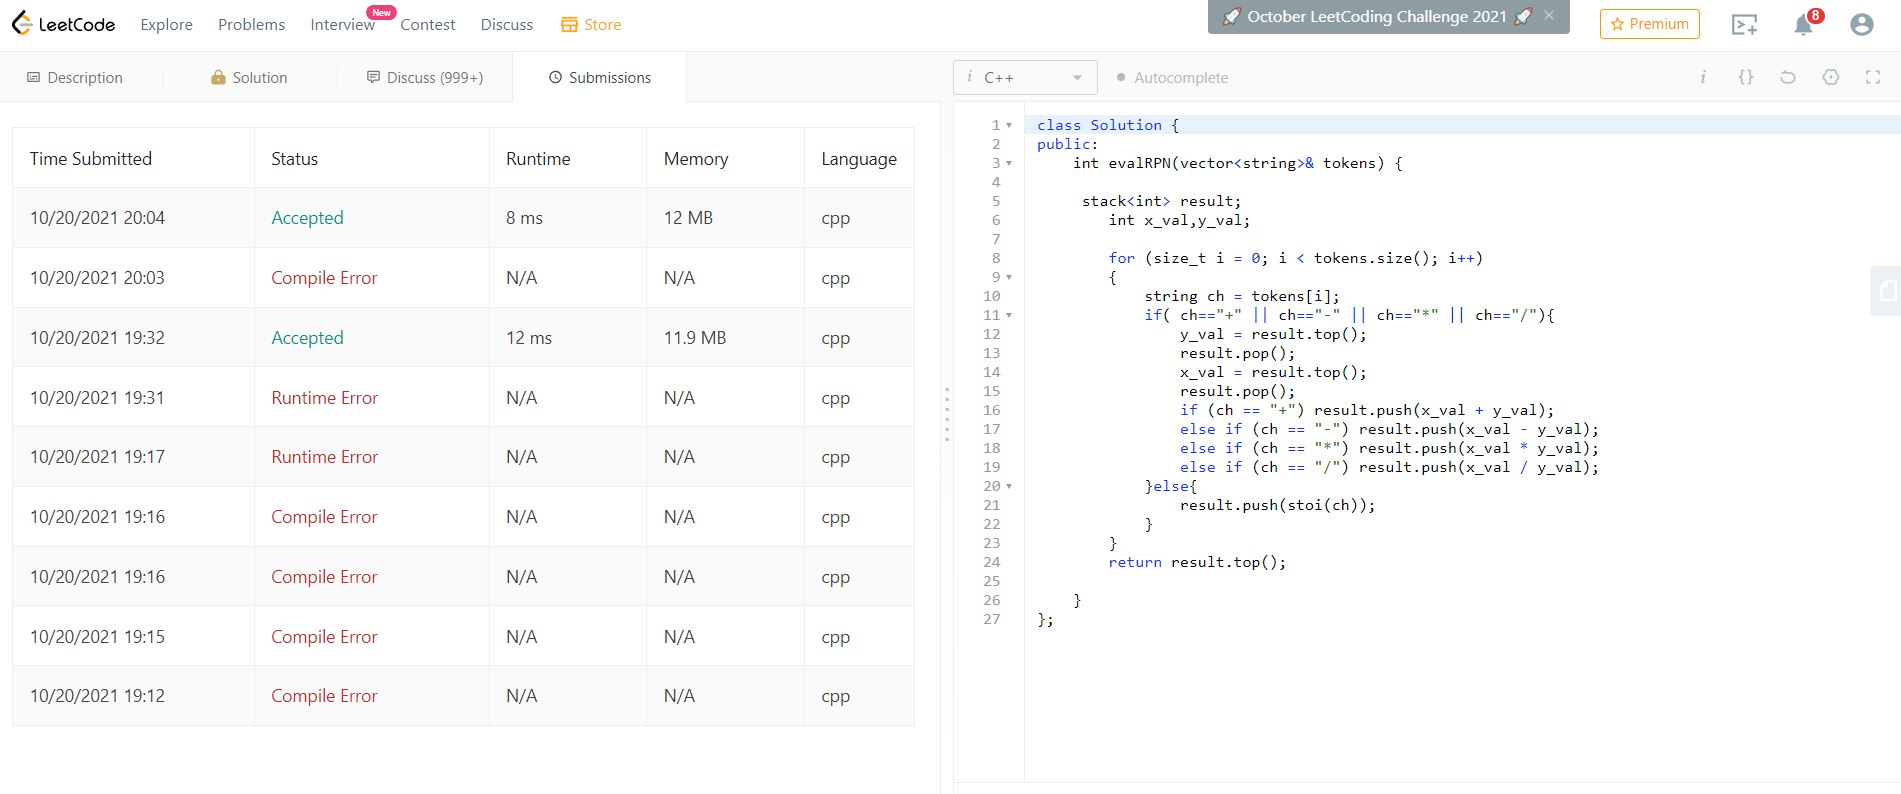 LeetCode Explore Problems Interview New Contest Discuss Store
October LeetCoding Challenge 2021 × Premium 8
Description Solution Discuss (999+) Submissions
Time Submitted Status Runtime Memory Language
10/20/2021 20:04 Accepted 8 ms 12 MB cpp
10/20/2021 20:03 Compile Error N/A N/A cpp
10/20/2021 19:32 Accepted 12 ms 11.9 MB cpp
10/20/2021 19:31 Runtime Error N/A N/A cpp
10/20/2021 19:17 Runtime Error N/A N/A cpp
10/20/2021 19:16 Compile Error N/A N/A cpp
10/20/2021 19:16 Compile Error N/A N/A cpp
10/20/2021 19:15 Compile Error N/A N/A cpp
10/20/2021 19:12 Compile Error N/A N/A cpp
i C++ Autocomplete i {}
1 class Solution {
2 public:
3     int evalRPN(vector<string>& tokens) {
4
5      stack<int> result;
6         int x_val,y_val;
7
8         for (size_t i = 0; i < tokens.size(); i++)
9         {
10             string ch = tokens[i];
11             if( ch=="+" || ch=="-" || ch=="*" || ch=="/"){
12                 y_val = result.top();
13                 result.pop();
14                 x_val = result.top();
15                 result.pop();
16                 if (ch == "+") result.push(x_val + y_val);
17                 else if (ch == "-") result.push(x_val - y_val);
18                 else if (ch == "*") result.push(x_val * y_val);
19                 else if (ch == "/") result.push(x_val / y_val);
20             }else{
21                 result.push(stoi(ch));
22             }
23         }
24         return result.top();
25
26     }
27 };